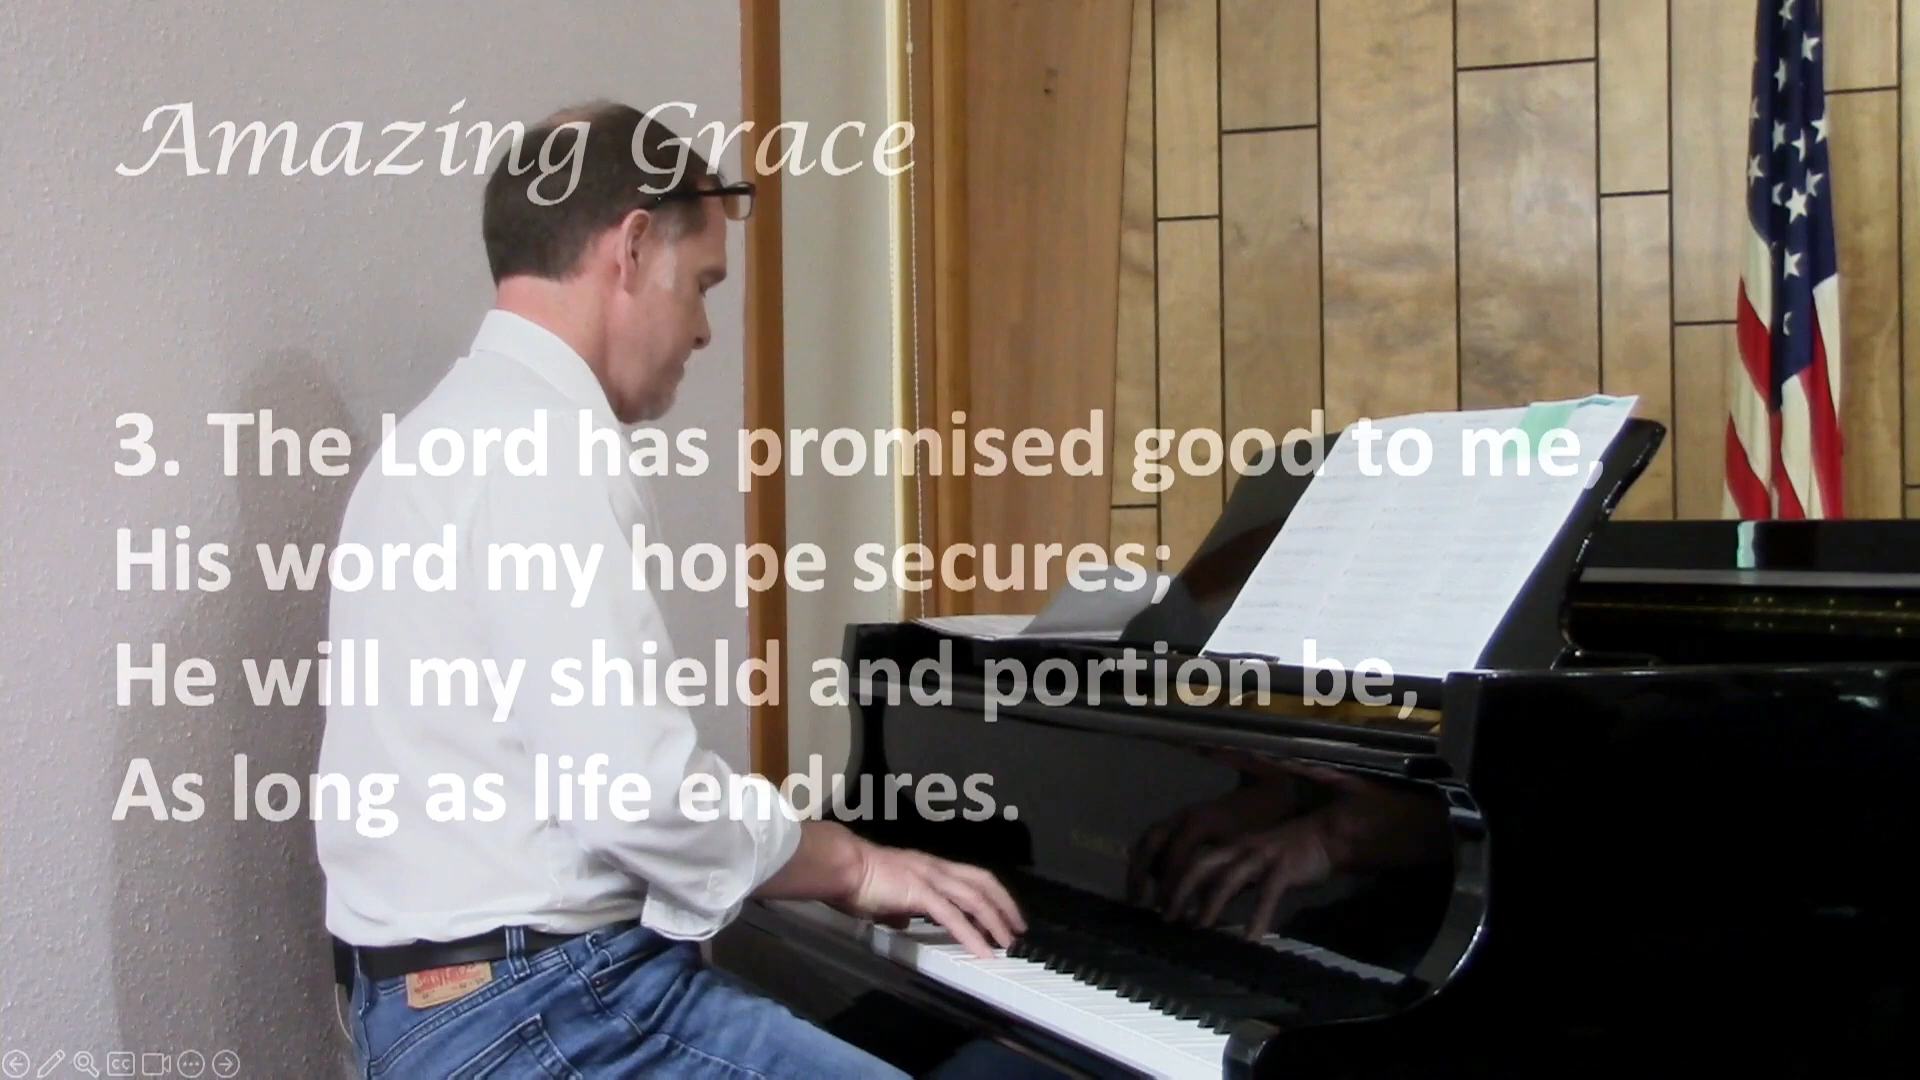 Amazing Grace
3. The Lord has promised good to me,
His word my hope secures;
He will my shield and portion be,
As long as life endures.
CC